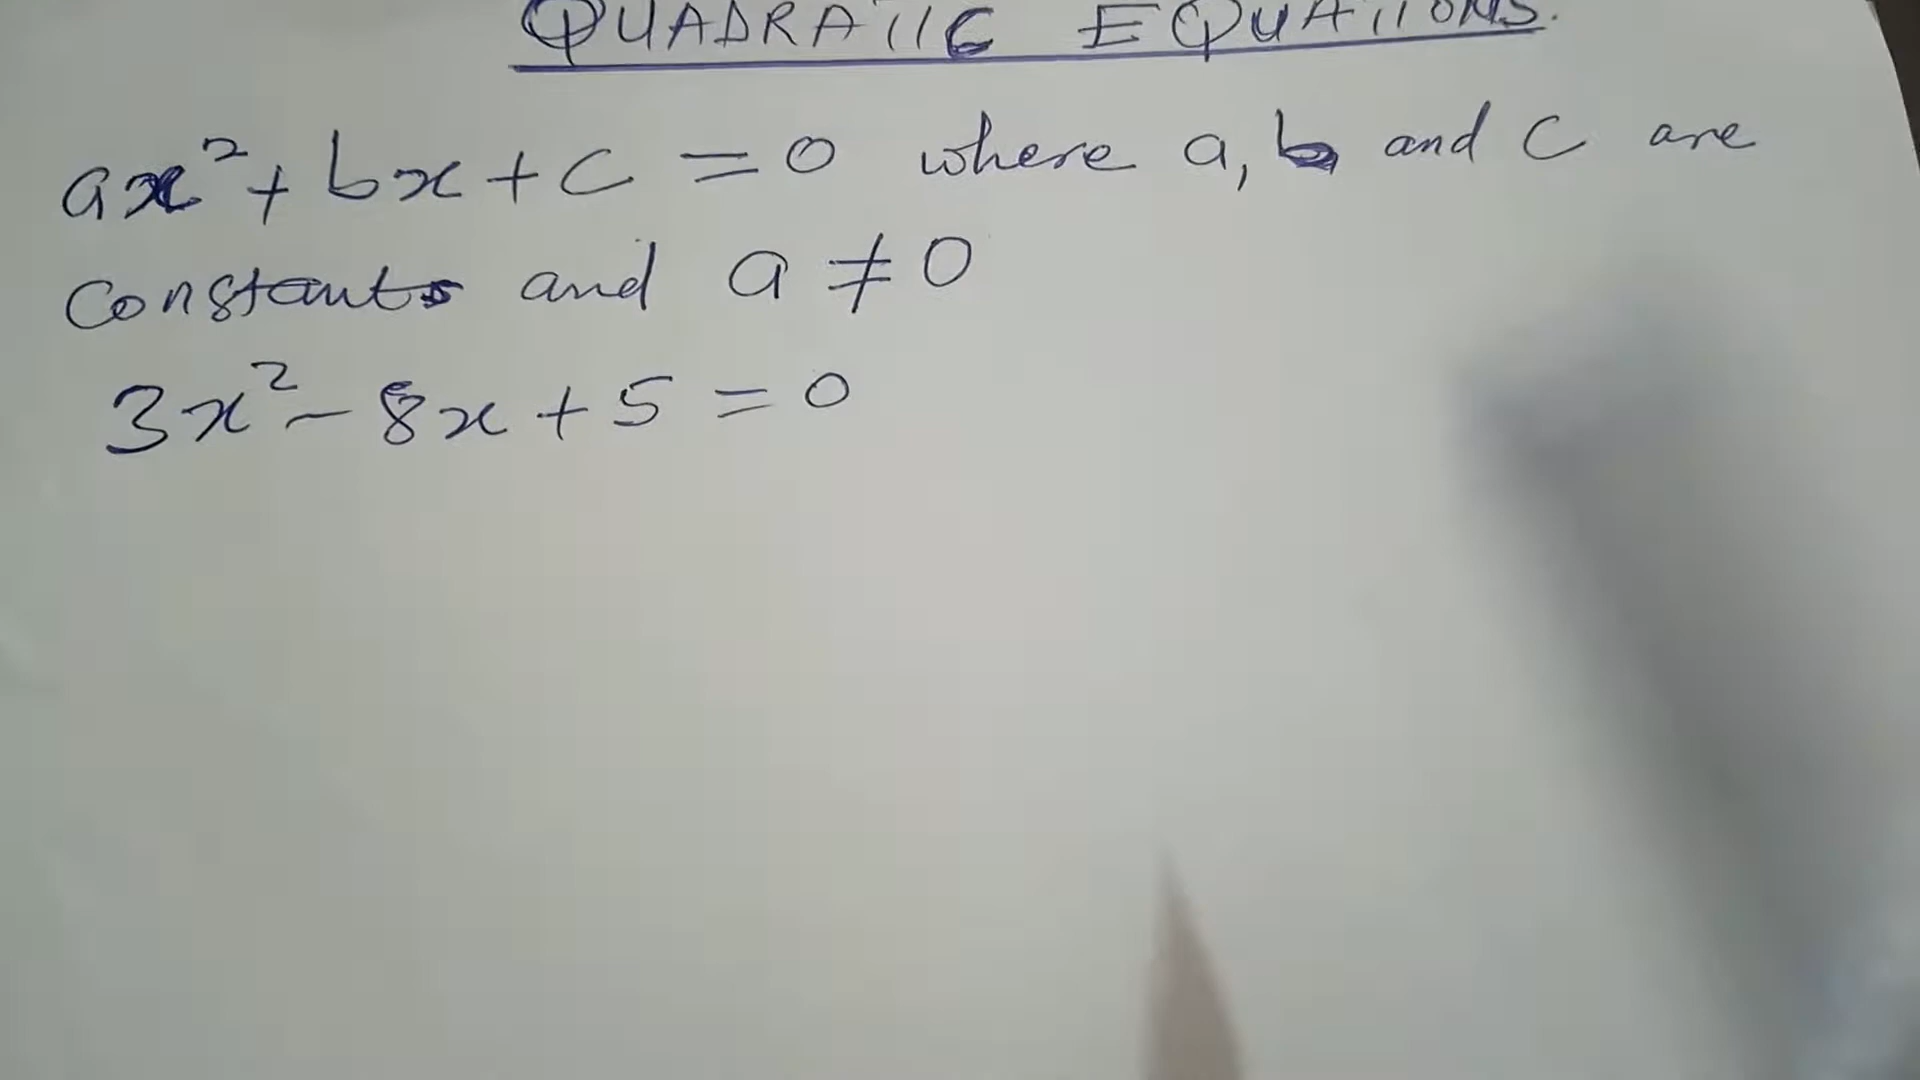 QUADRATIC EQUATIONS.
ax² + bx + c = 0 where a, b and c are
constants and a ≠ 0
3x² - 8x + 5 = 0